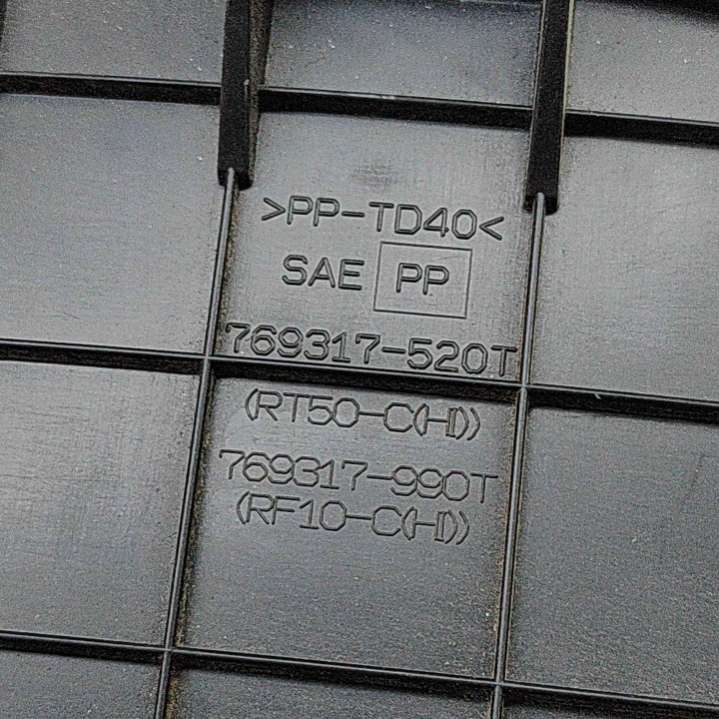 >PP-TD40<
SAE PP
769317-520T
(RT50-C(HI))
769317-990T
(RF10-C(HI))